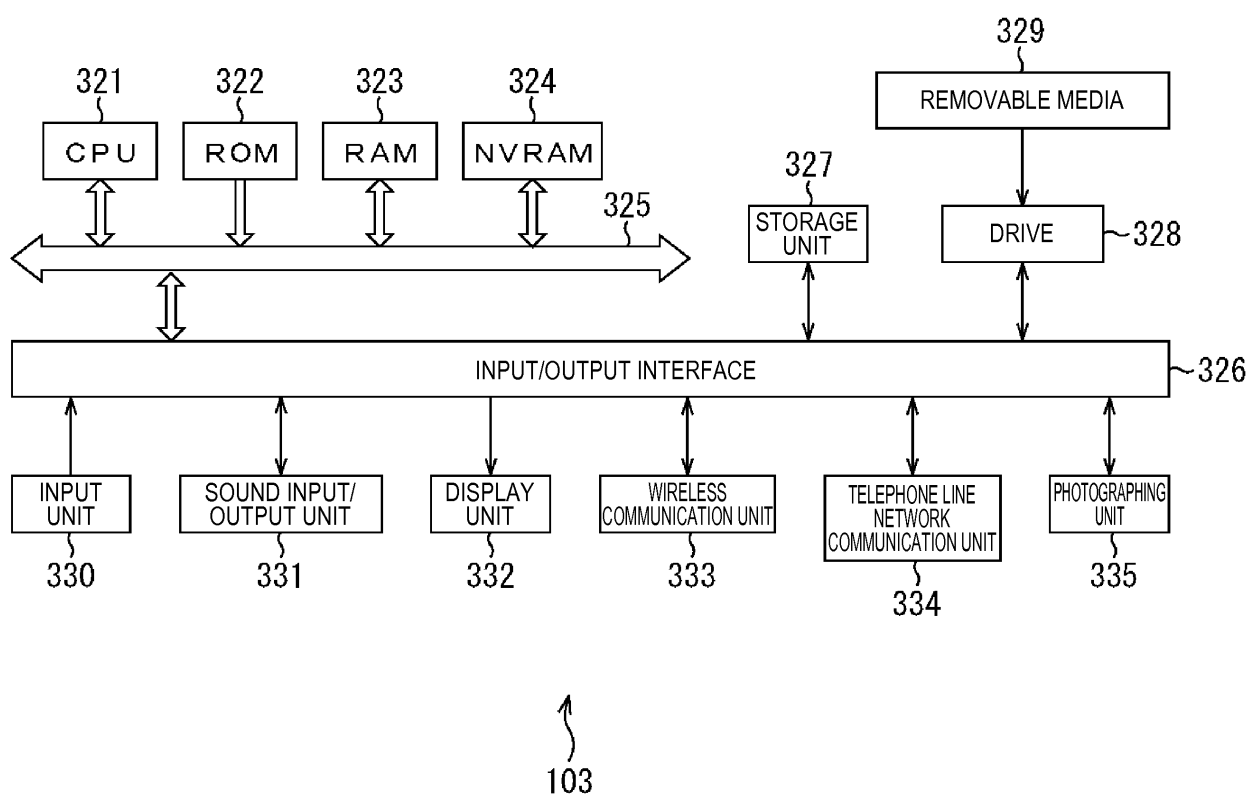 329
321
322
323
324
REMOVABLE MEDIA
CPU
ROM
RAM
NVRAM
327
325
STORAGE
UNIT
DRIVE
328
INPUT/OUTPUT INTERFACE
326
INPUT
UNIT
SOUND INPUT/
OUTPUT UNIT
DISPLAY
UNIT
WIRELESS
COMMUNICATION UNIT
TELEPHONE LINE
NETWORK
COMMUNICATION UNIT
PHOTOGRAPHING
UNIT
330
331
332
333
334
335
103